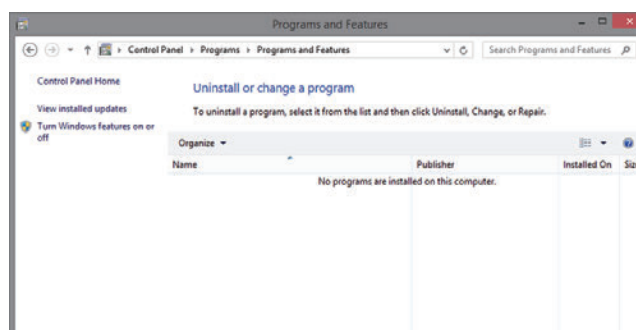 Programs and Features
Control Panel Programs Programs and Features Search Programs and Features
Control Panel Home
View installed updates
Turn Windows features on or
off
Uninstall or change a program
To uninstall a program, select it from the list and then click Uninstall, Change, or Repair.
Organize
Name Publisher Installed On Siz
No programs are installed on this computer.